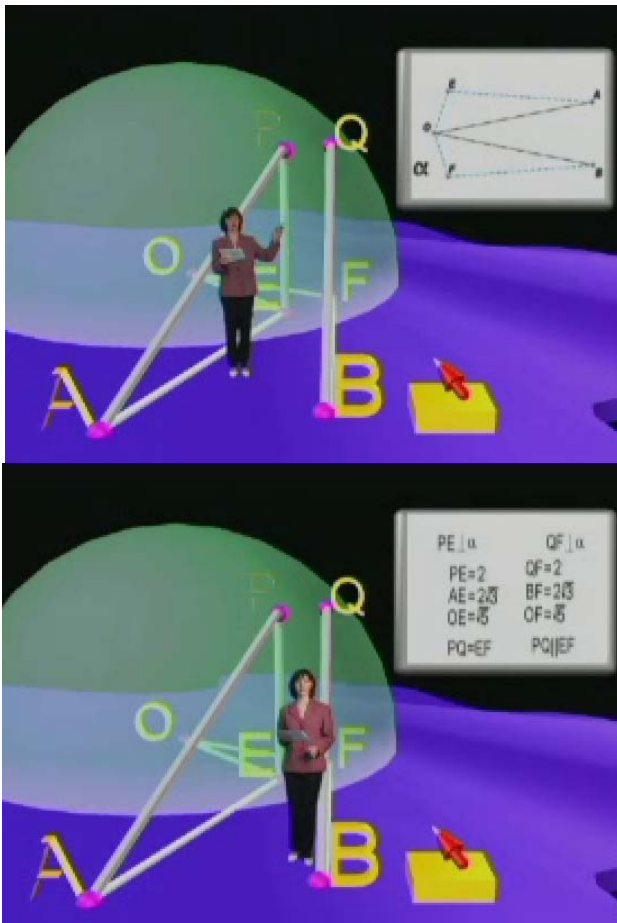 P Q
O E F
A B
E A
O
α F B
P Q
O E F
A B
PE⊥α QF⊥α
PE=2 QF=2
AE=2√3 BF=2√3
OE=√5 OF=√5
PQ=EF PQ||EF